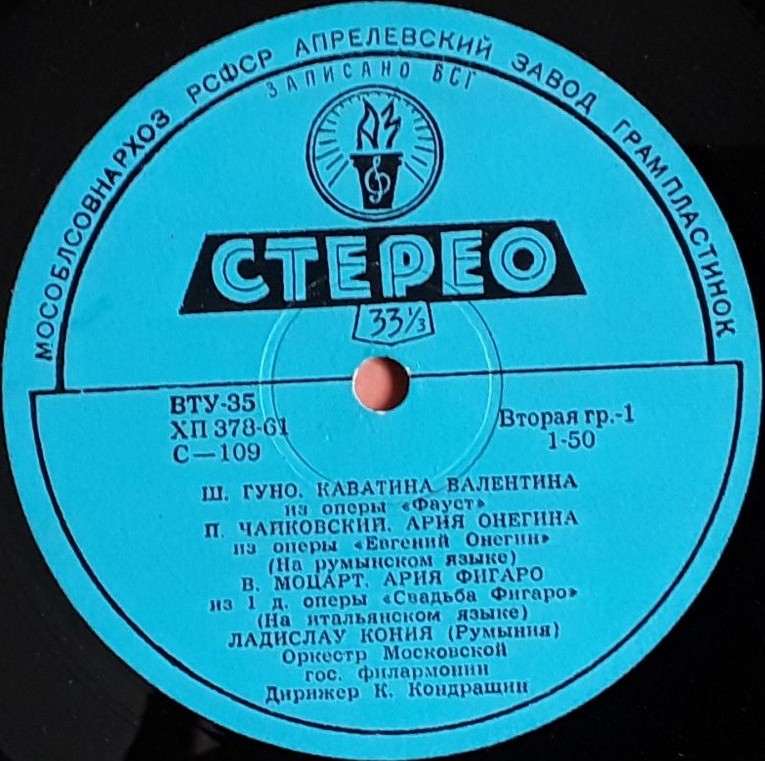 МОСОБЛСОВНАРХОЗ РСФСР АПРЕЛЕВСКИЙ ЗАВОД ГРАМПЛАСТИНОК
ЗАПИСАНО ВСГ
АЗ
СТЕРЕО
33⅓
ВТУ-35
ХП 378-61
С—109
Вторая гр.-1
1-50
Ш. ГУНО. КАВАТИНА ВАЛЕНТИНА
из оперы «Фауст»
П. ЧАЙКОВСКИЙ. АРИЯ ОНЕГИНА
из оперы «Евгений Онегин»
(На румынском языке)
В. МОЦАРТ. АРИЯ ФИГАРО
из 1 д. оперы «Свадьба Фигаро»
(На итальянском языке)
ЛАДИСЛАУ КОНИЯ (Румыния)
Оркестр Московской
гос. филармонии
Дирижер К. Кондрашин